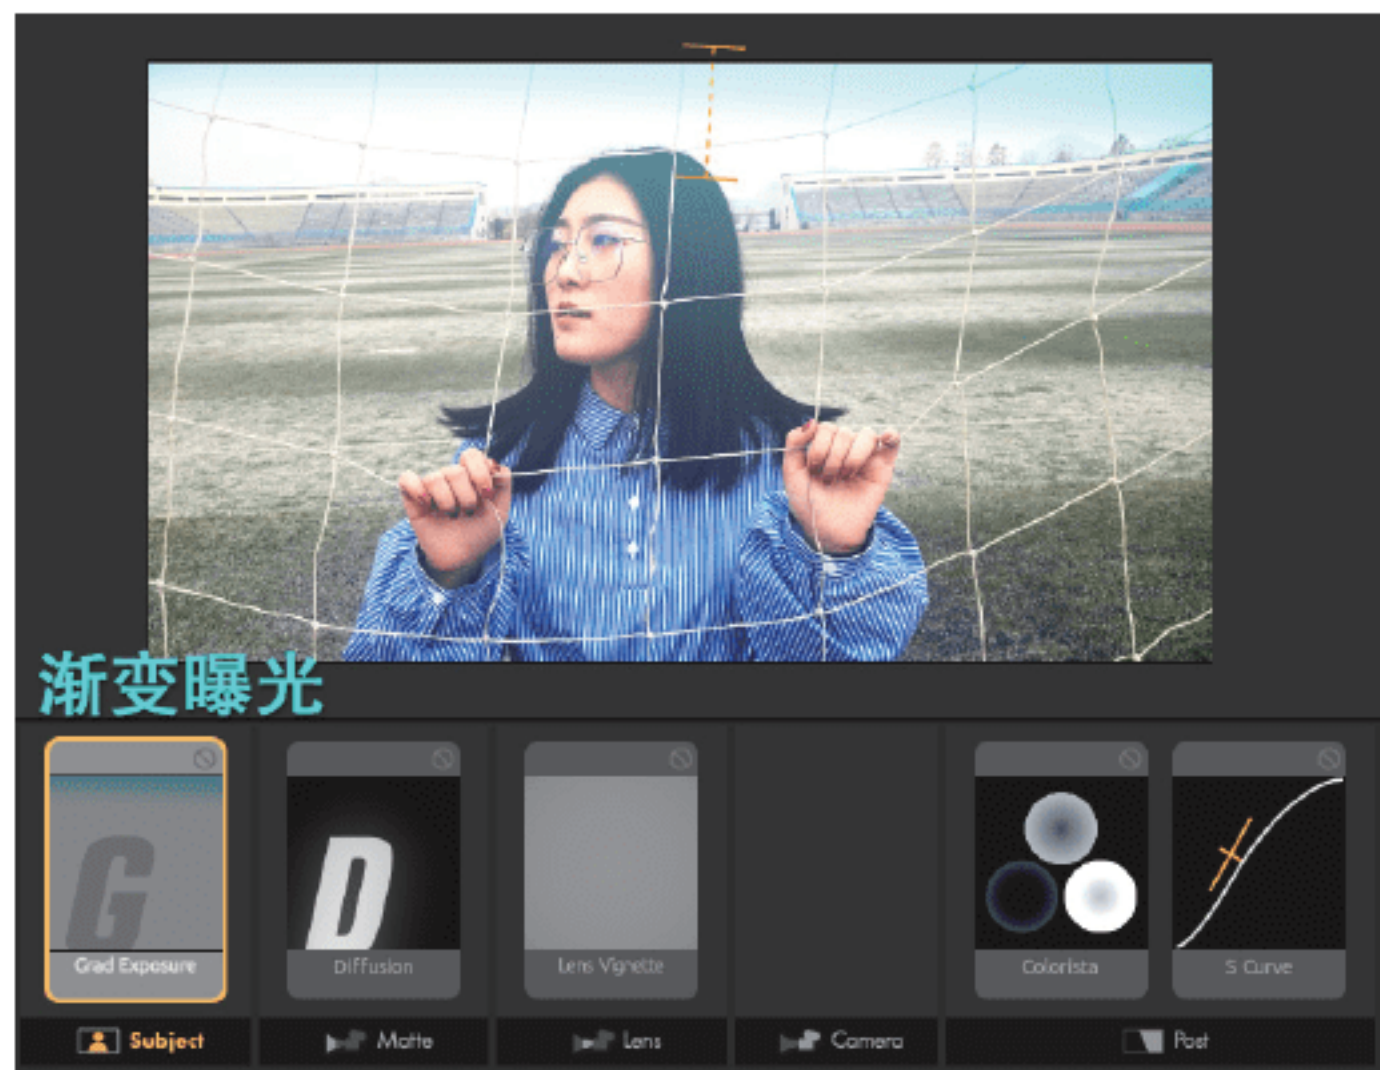 渐变曝光
G
D
Grad Exposure
Diffusion
Lens Vignette
Colorista
S Curve
Subject
Matte
Lens
Camera
Post